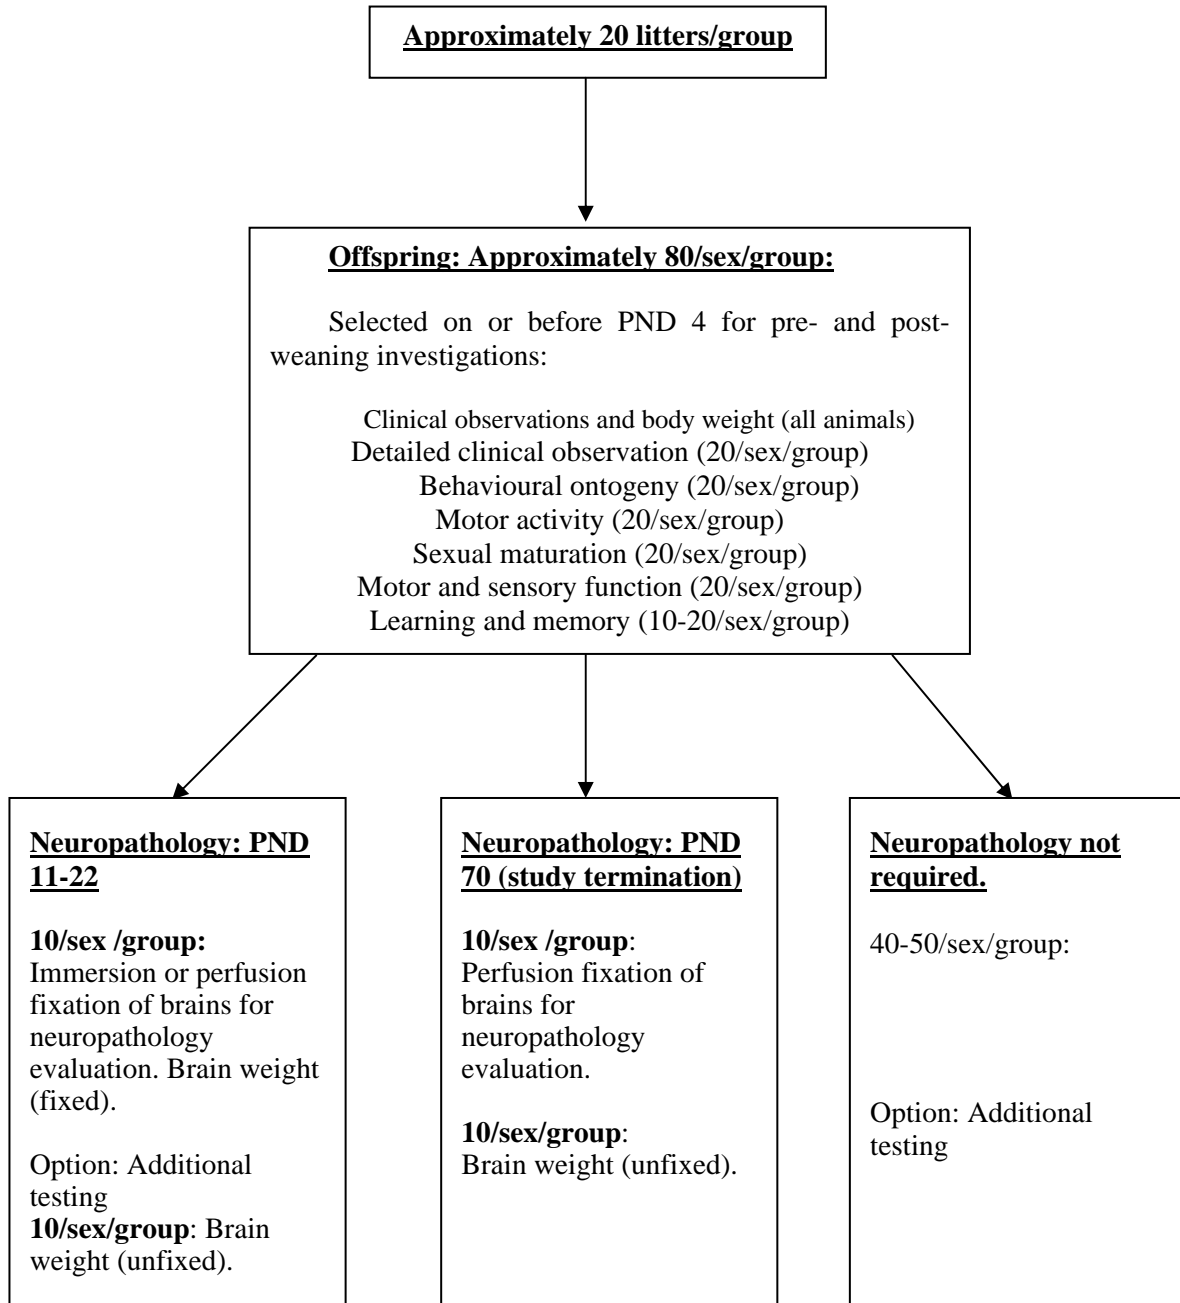 Approximately 20 litters/group
Offspring: Approximately 80/sex/group:
Selected on or before PND 4 for pre- and post-
weaning investigations:
Clinical observations and body weight (all animals)
Detailed clinical observation (20/sex/group)
Behavioural ontogeny (20/sex/group)
Motor activity (20/sex/group)
Sexual maturation (20/sex/group)
Motor and sensory function (20/sex/group)
Learning and memory (10-20/sex/group)
Neuropathology: PND
11-22
10/sex /group:
Immersion or perfusion
fixation of brains for
neuropathology
evaluation. Brain weight
(fixed).
Option: Additional
testing
10/sex/group: Brain
weight (unfixed).
Neuropathology: PND
70 (study termination)
10/sex /group:
Perfusion fixation of
brains for
neuropathology
evaluation.
10/sex/group:
Brain weight (unfixed).
Neuropathology not
required.
40-50/sex/group:
Option: Additional
testing